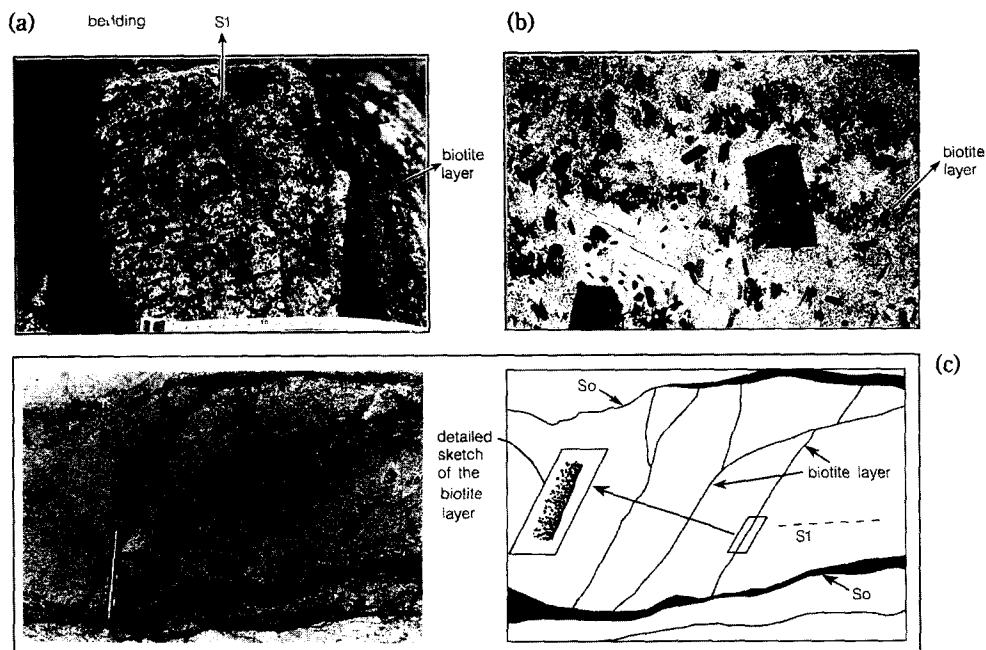 (a)
bedding
S1
(b)
biotite
layer
biotite
layer
(c)
So
detailed
sketch
of the
biotite
layer
biotite layer
S1
So